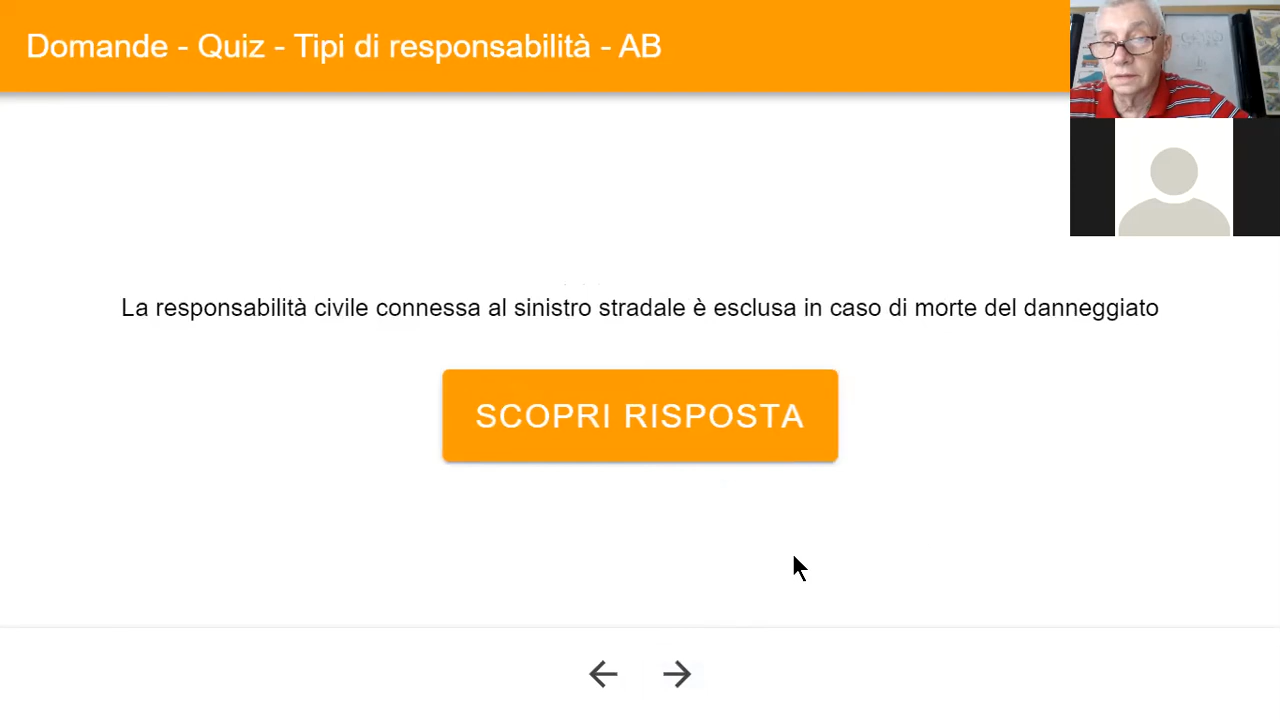 Domande - Quiz - Tipi di responsabilità - AB
La responsabilità civile connessa al sinistro stradale è esclusa in caso di morte del danneggiato
SCOPRI RISPOSTA